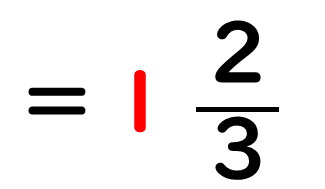 = 1 2/3